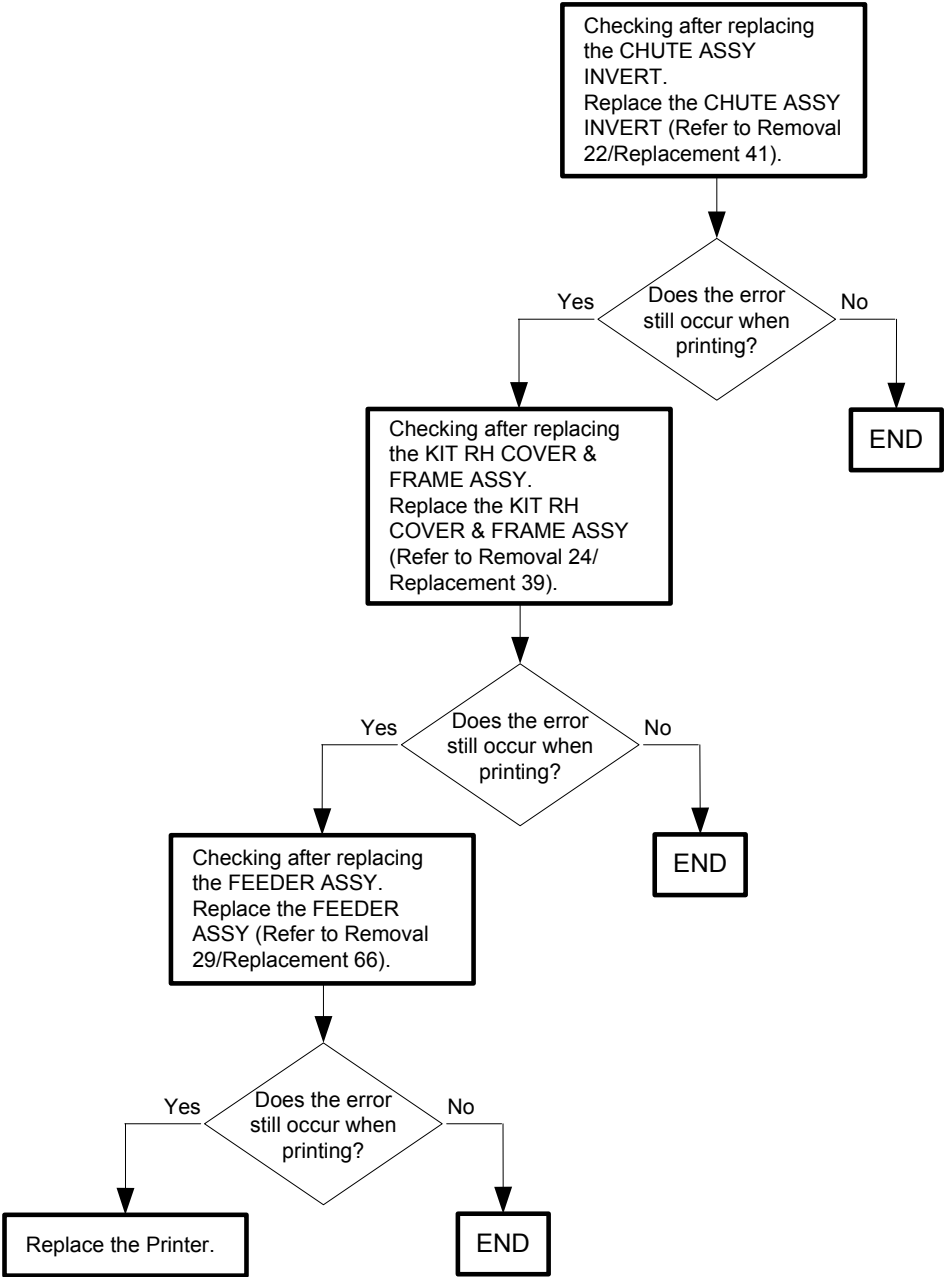 Checking after replacing
the CHUTE ASSY
INVERT.
Replace the CHUTE ASSY
INVERT (Refer to Removal
22/Replacement 41).
Does the error
still occur when
printing?
Yes
No
END
Checking after replacing
the KIT RH COVER &
FRAME ASSY.
Replace the KIT RH
COVER & FRAME ASSY
(Refer to Removal 24/
Replacement 39).
Does the error
still occur when
printing?
Yes
No
END
Checking after replacing
the FEEDER ASSY.
Replace the FEEDER
ASSY (Refer to Removal
29/Replacement 66).
Does the error
still occur when
printing?
Yes
No
Replace the Printer.
END